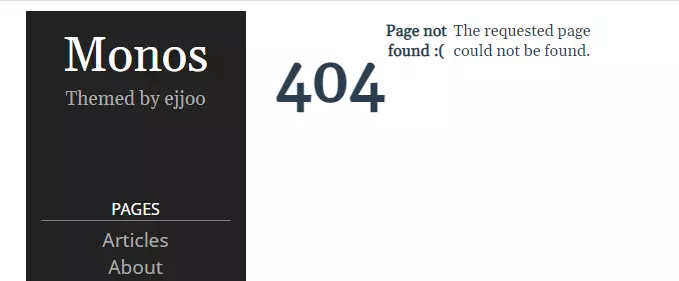 Monos
Themed by ejjoo
PAGES
Articles
About
404
Page not
found :(
The requested page
could not be found.